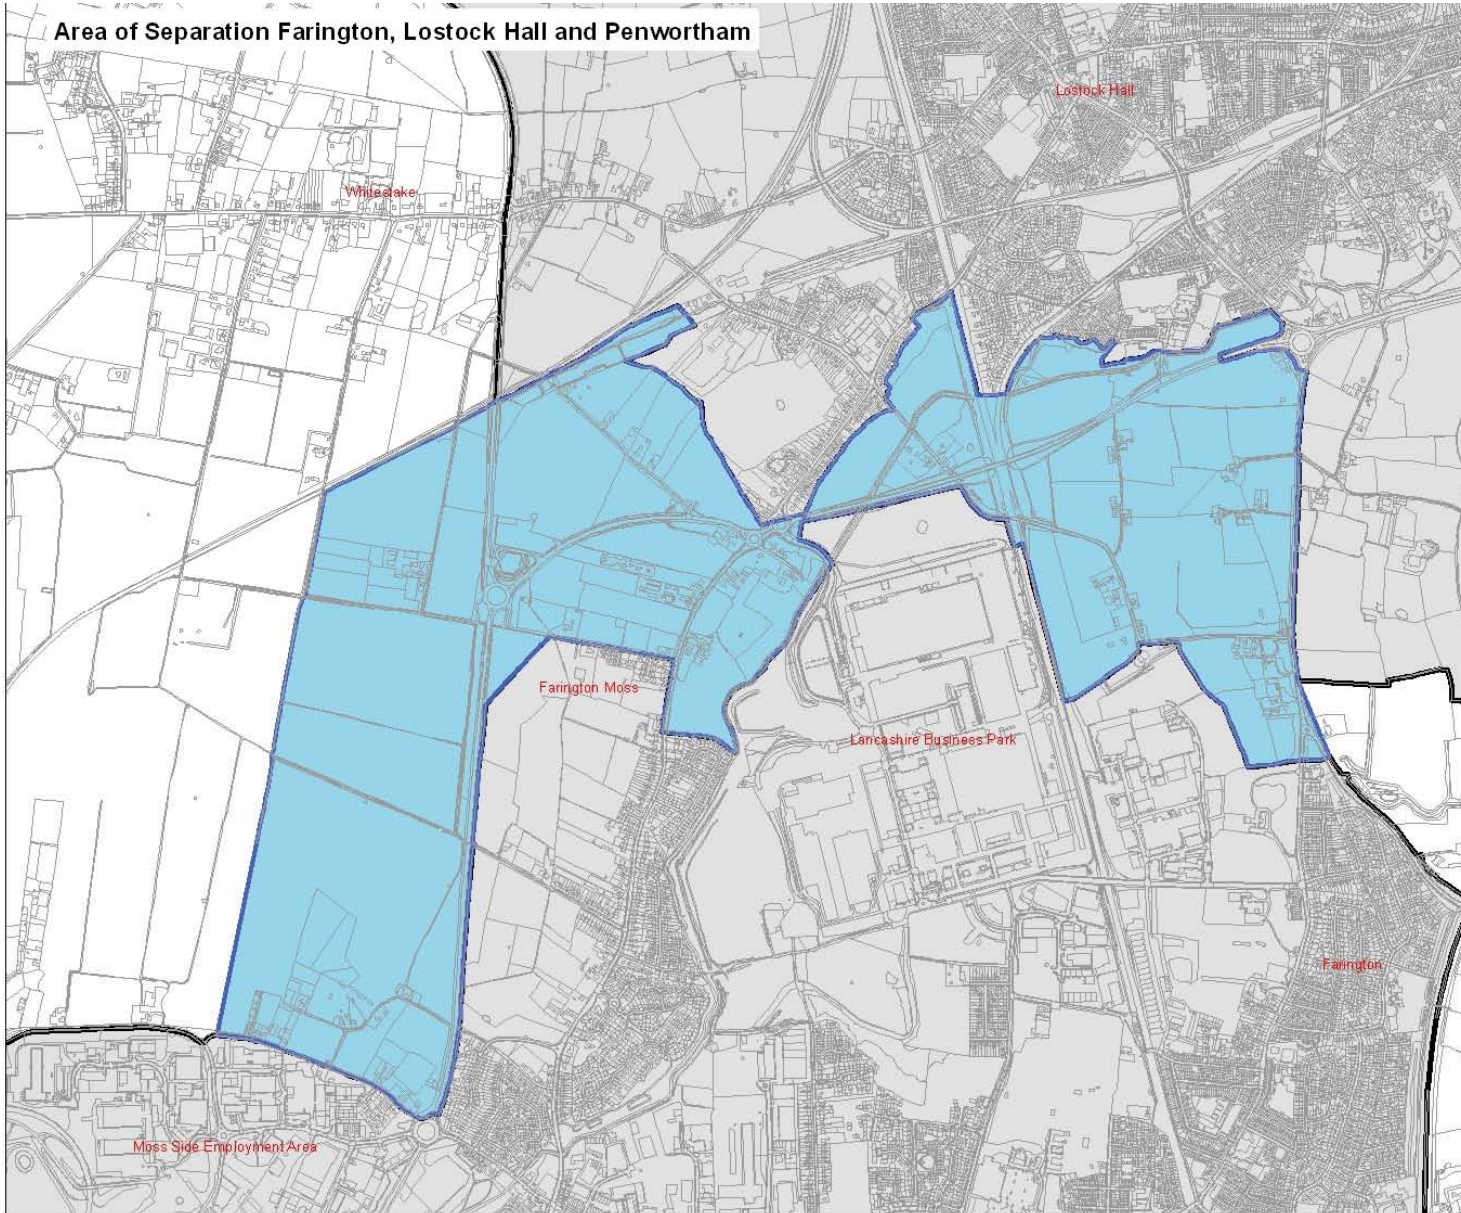 Area of Separation Farington, Lostock Hall and Penwortham
Lostock Hall
Whitestake
Farington Moss
Lancashire Business Park
Farington
Moss Side Employment Area